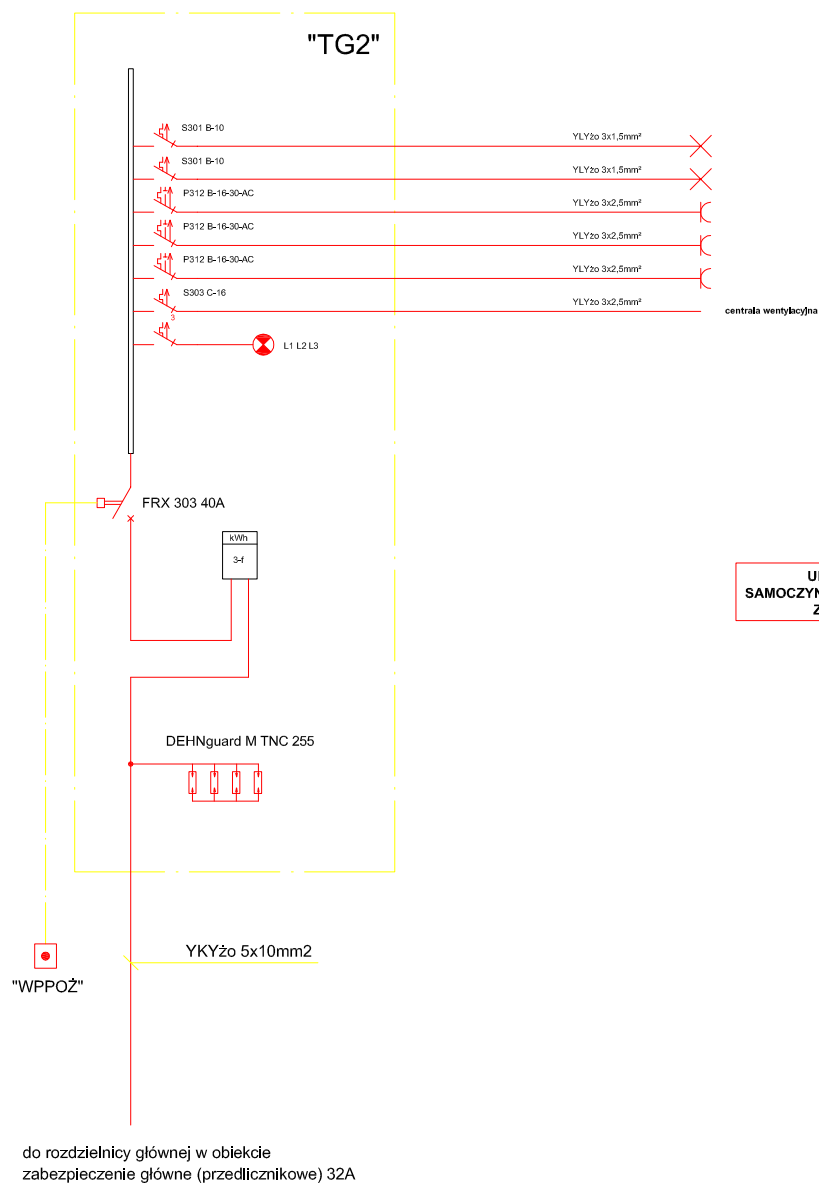 "TG2"
S301 B-10
YLYżo 3x1,5mm²
S301 B-10
YLYżo 3x1,5mm²
P312 B-16-30-AC
YLYżo 3x2,5mm²
P312 B-16-30-AC
YLYżo 3x2,5mm²
P312 B-16-30-AC
YLYżo 3x2,5mm²
S303 C-16
3
YLYżo 3x2,5mm²
centrala wentylacyjna
L1 L2 L3
FRX 303 40A
kWh
3-f
SAMOCZYN
Z
DEHNguard M TNC 255
YKYżo 5x10mm2
"WPPOŻ"
do rozdzielnicy głównej w obiekcie
zabezpieczenie główne (przedlicznikowe) 32A